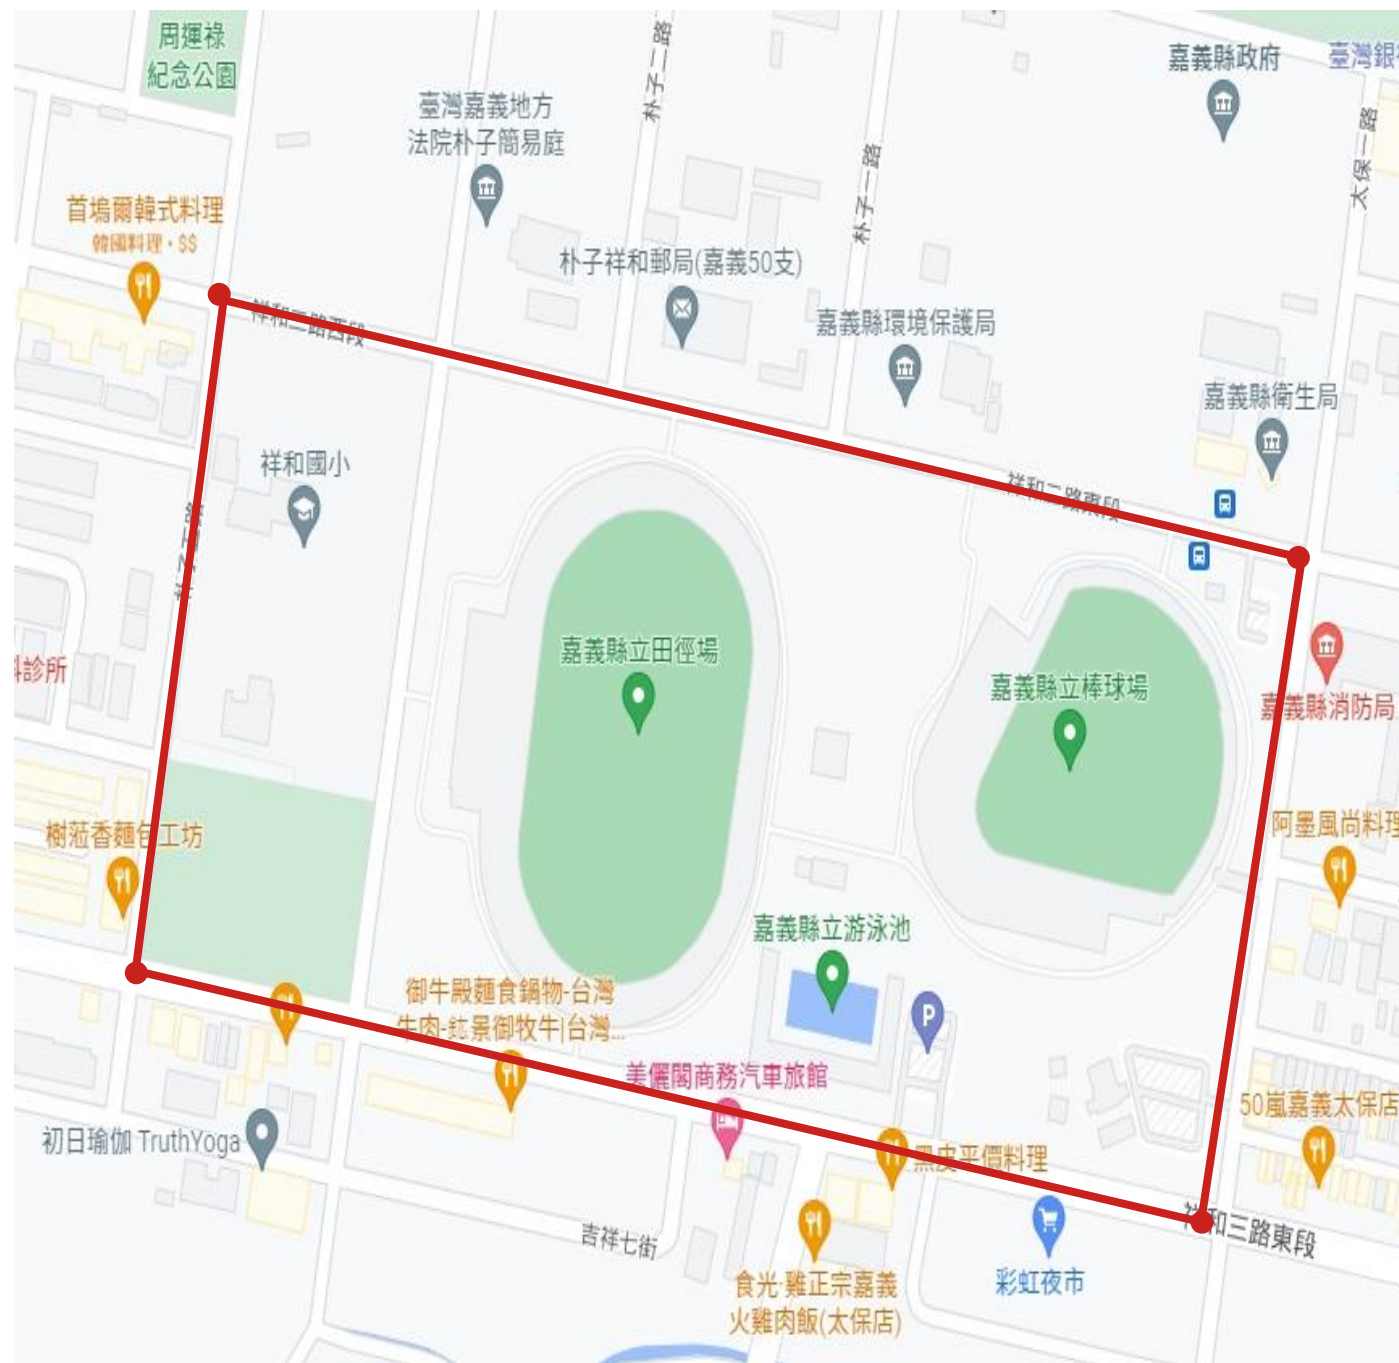 周運祿
紀念公園
朴子二路
嘉義縣政府
臺灣銀
臺灣嘉義地方
法院朴子簡易庭
朴子一路
太保一路
首塢爾韓式料理
韓國料理・$$
朴子祥和郵局(嘉義50支)
祥和二路西段
嘉義縣環境保護局
嘉義縣衛生局
祥和國小
祥和二路東段
嘉義縣立田徑場
科診所
嘉義縣立棒球場
嘉義縣消防局
樹菈香麵包工坊
阿墨風尚料理
嘉義縣立游泳池
御牛殿麵食鍋物-台灣
牛肉-鈜景御牧牛|台灣...
P
美儷閣商務汽車旅館
50嵐嘉義太保店
初日瑜伽 TruthYoga
黑皮平價料理
祥和三路東段
吉祥七街
彩虹夜市
食光·雞正宗嘉義
火雞肉飯(太保店)